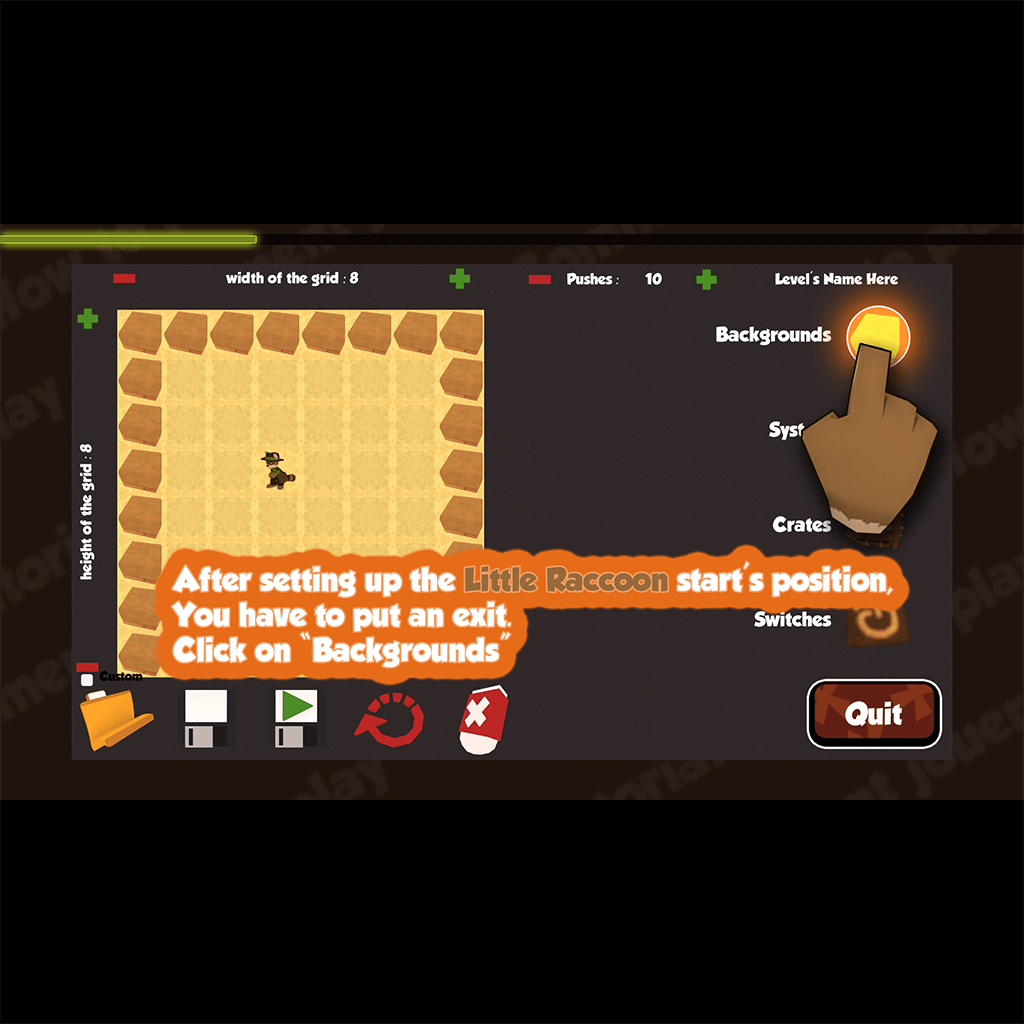 width of the grid : 8
Pushes : 10
Level's Name Here
Backgrounds
height of the grid : 8
Crates
After setting up the Little Raccoon start's position,
You have to put an exit.
Click on "Backgrounds"
Switches
Custom
Quit